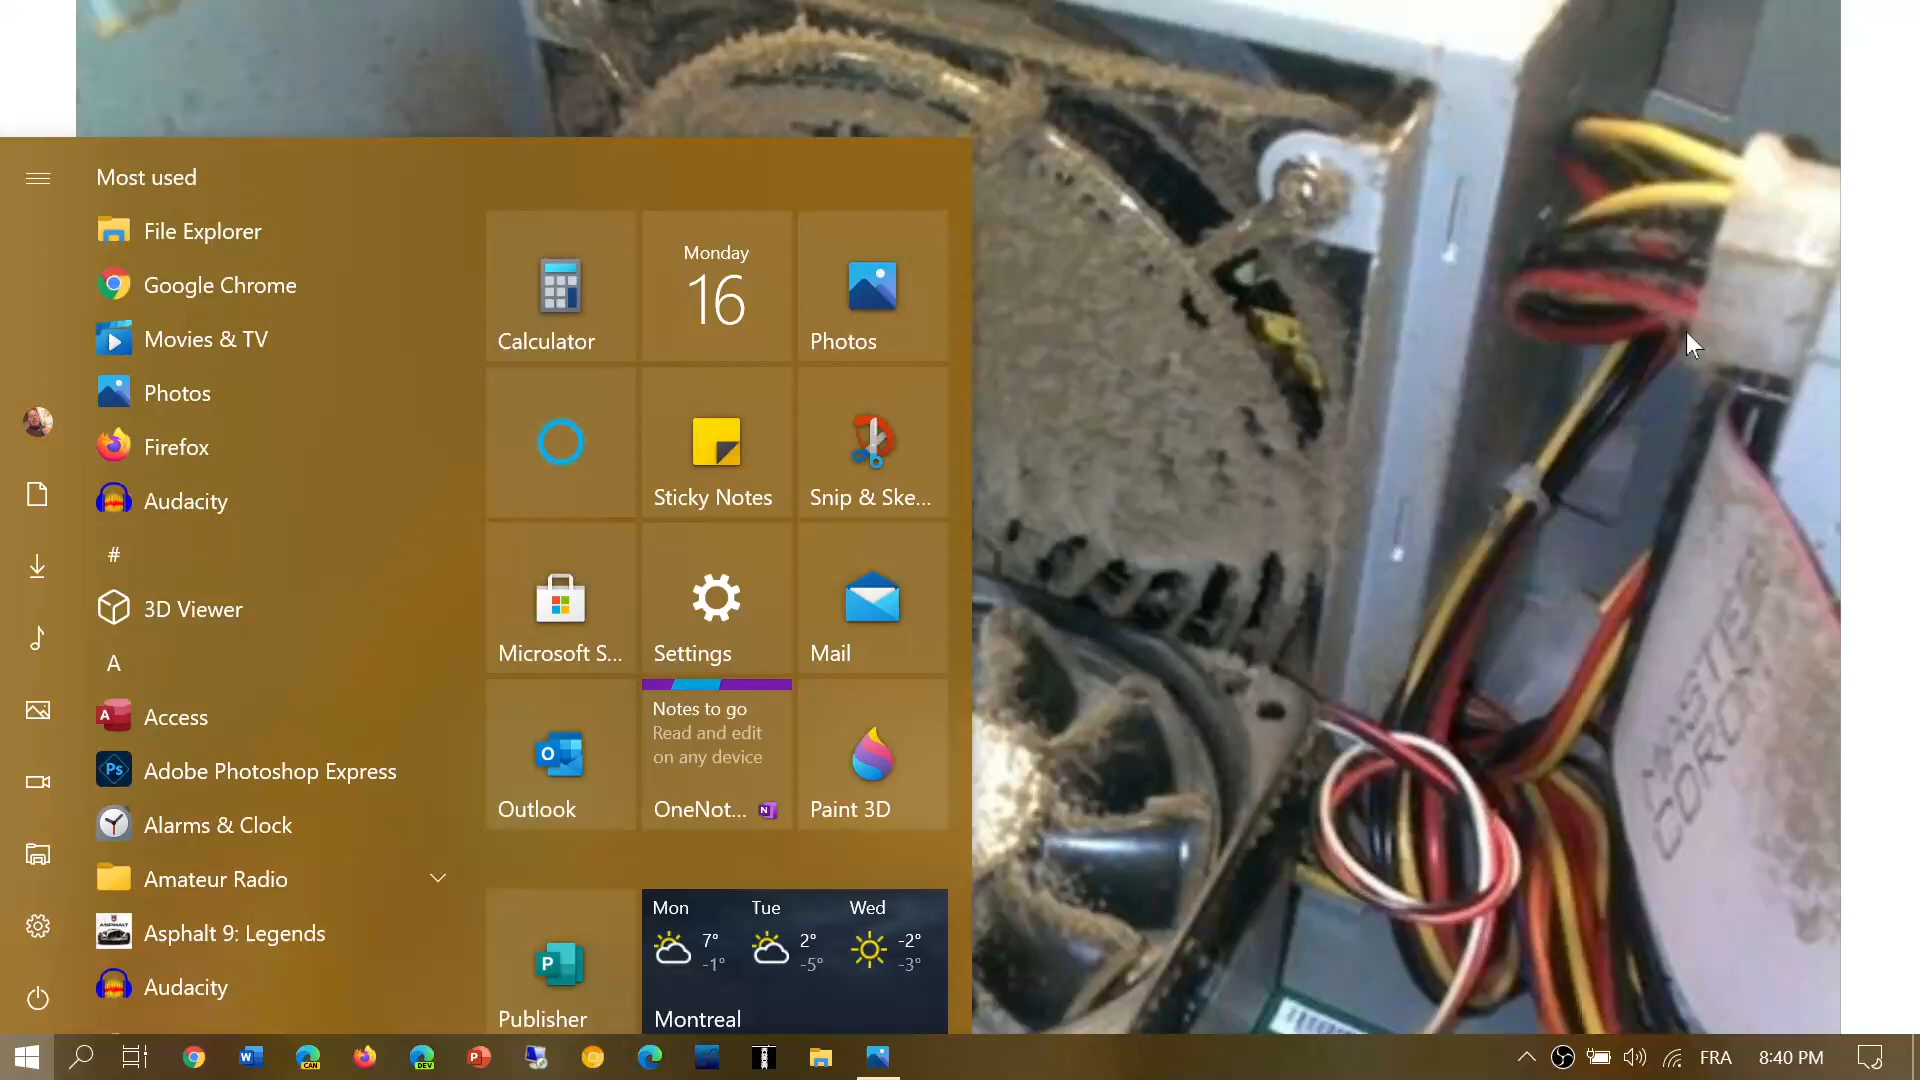 Most used
File Explorer
Google Chrome
Movies & TV
Photos
Firefox
Audacity
#
3D Viewer
A
Access
Adobe Photoshop Express
Alarms & Clock
Amateur Radio
Asphalt 9: Legends
Audacity
Calculator
Monday
16
Photos
Sticky Notes
Snip & Ske...
Microsoft S...
Settings
Mail
Outlook
Notes to go
Read and edit
on any device
OneNot...
Paint 3D
Publisher
Mon Tue Wed
7° 2° -2°
-1° -5° -3°
Montreal
CAN
DEV
FRA
8:40 PM